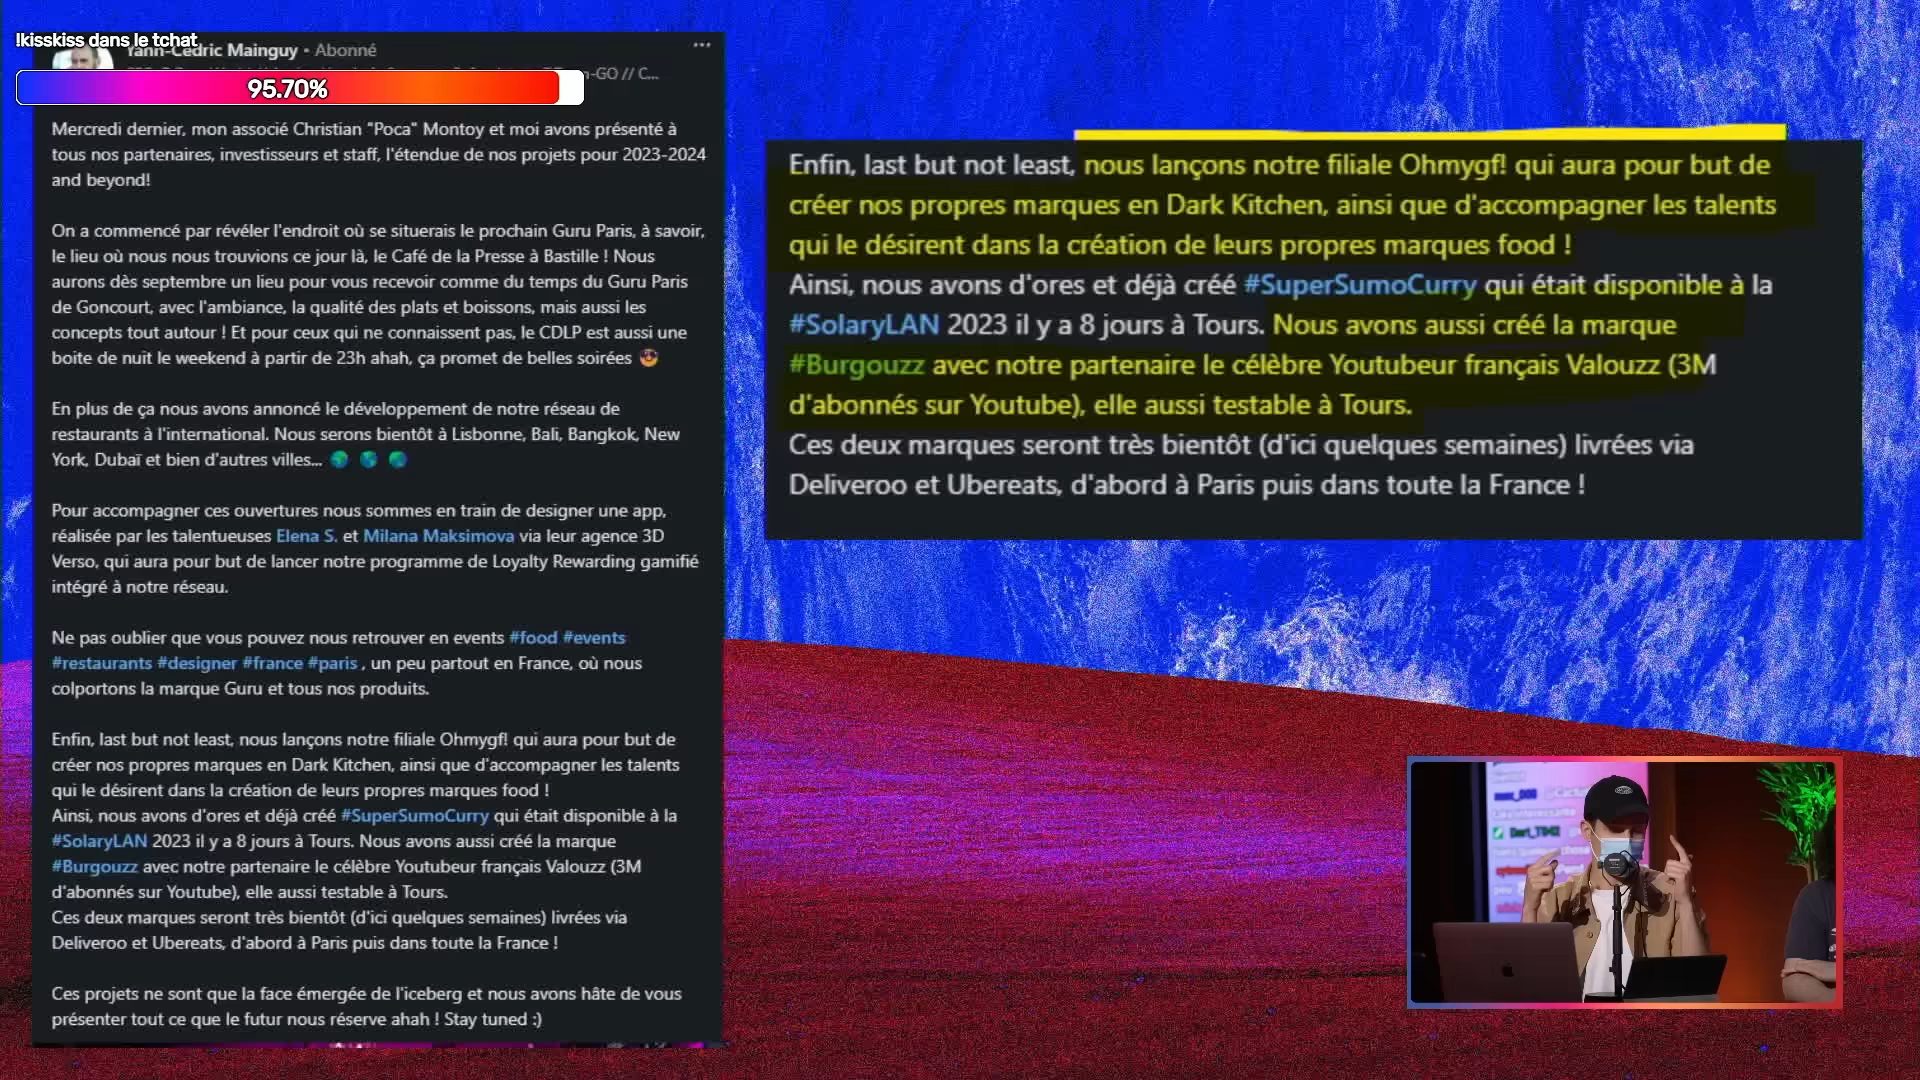 !kisskiss dans le tchat
Yann-Cédric Mainguy • Abonné
n-GO // C...
95.70%
Mercredi dernier, mon associé Christian "Poca" Montoy et moi avons présenté à
tous nos partenaires, investisseurs et staff, l'étendue de nos projets pour 2023-2024
and beyond!
On a commencé par révéler l'endroit où se situerais le prochain Guru Paris, à savoir,
le lieu où nous nous trouvions ce jour là, le Café de la Presse à Bastille ! Nous
aurons dès septembre un lieu pour vous recevoir comme du temps du Guru Paris
de Goncourt, avec l'ambiance, la qualité des plats et boissons, mais aussi les
concepts tout autour ! Et pour ceux qui ne connaissent pas, le CDLP est aussi une
boite de nuit le weekend à partir de 23h ahah, ça promet de belles soirées
En plus de ça nous avons annoncé le développement de notre réseau de
restaurants à l'international. Nous serons bientôt à Lisbonne, Bali, Bangkok, New
York, Dubaï et bien d'autres villes...
Pour accompagner ces ouvertures nous sommes en train de designer une app,
réalisée par les talentueuses Elena S. et Milana Maksimova via leur agence 3D
Verso, qui aura pour but de lancer notre programme de Loyalty Rewarding gamifié
intégré à notre réseau.
Ne pas oublier que vous pouvez nous retrouver en events #food #events
#restaurants #designer #france #paris , un peu partout en France, où nous
colportons la marque Guru et tous nos produits.
Enfin, last but not least, nous lançons notre filiale Ohmygf! qui aura pour but de
créer nos propres marques en Dark Kitchen, ainsi que d'accompagner les talents
qui le désirent dans la création de leurs propres marques food !
Ainsi, nous avons d'ores et déjà créé #SuperSumoCurry qui était disponible à la
#SolaryLAN 2023 il y a 8 jours à Tours. Nous avons aussi créé la marque
#Burgouzz avec notre partenaire le célèbre Youtubeur français Valouzz (3M
d'abonnés sur Youtube), elle aussi testable à Tours.
Ces deux marques seront très bientôt (d'ici quelques semaines) livrées via
Deliveroo et Ubereats, d'abord à Paris puis dans toute la France !
Ces projets ne sont que la face émergée de l'iceberg et nous avons hâte de vous
présenter tout ce que le futur nous réserve ahah ! Stay tuned :)
Enfin, last but not least, nous lançons notre filiale Ohmygf! qui aura pour but de
créer nos propres marques en Dark Kitchen, ainsi que d'accompagner les talents
qui le désirent dans la création de leurs propres marques food !
Ainsi, nous avons d'ores et déjà créé #SuperSumoCurry qui était disponible à la
#SolaryLAN 2023 il y a 8 jours à Tours. Nous avons aussi créé la marque
#Burgouzz avec notre partenaire le célèbre Youtubeur français Valouzz (3M
d'abonnés sur Youtube), elle aussi testable à Tours.
Ces deux marques seront très bientôt (d'ici quelques semaines) livrées via
Deliveroo et Ubereats, d'abord à Paris puis dans toute la France !